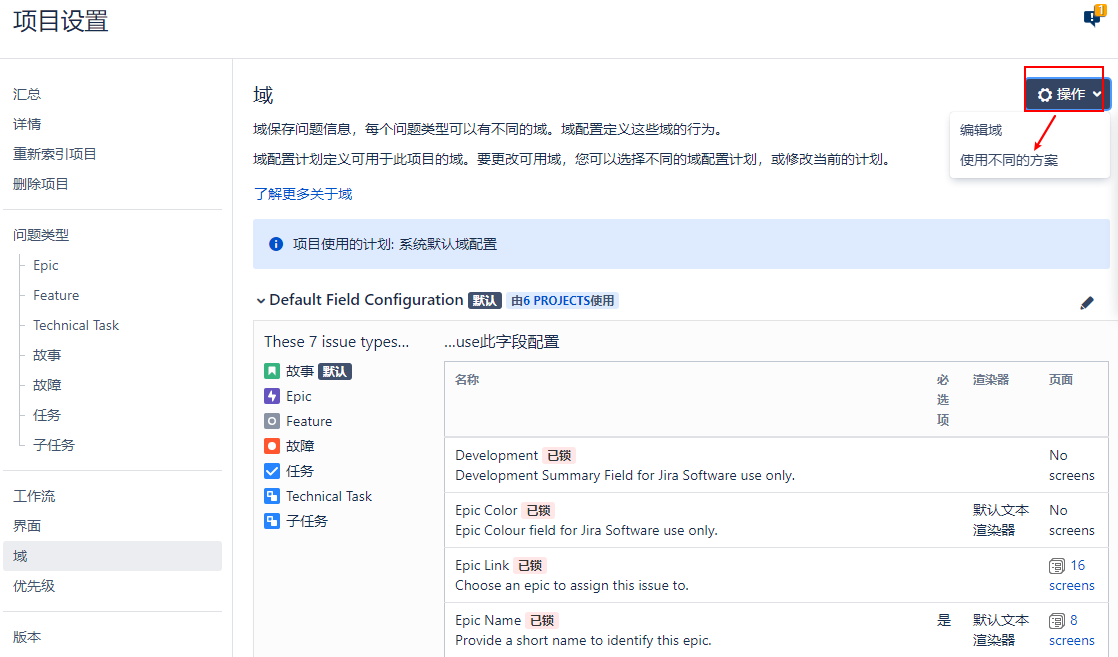 项目设置
1
汇总
详情
重新索引项目
删除项目
问题类型
Epic
Feature
Technical Task
故事
故障
任务
子任务
工作流
界面
域
优先级
版本
域
操作
编辑域
使用不同的方案
域保存问题信息，每个问题类型可以有不同的域。域配置定义这些域的行为。
域配置计划定义可用于此项目的域。要更改可用域，您可以选择不同的域配置计划，或修改当前的计划。
了解更多关于域
项目使用的计划: 系统默认域配置
Default Field Configuration 默认 由6 PROJECTS使用
These 7 issue types...
故事 默认
Epic
Feature
故障
任务
Technical Task
子任务
...use此字段配置
名称 必选项 渲染器 页面
Development 已锁 No screens
Development Summary Field for Jira Software use only.
Epic Color 已锁 默认文本渲染器 No screens
Epic Colour field for Jira Software use only.
Epic Link 已锁 16 screens
Choose an epic to assign this issue to.
Epic Name 已锁 是 默认文本渲染器 8 screens
Provide a short name to identify this epic.